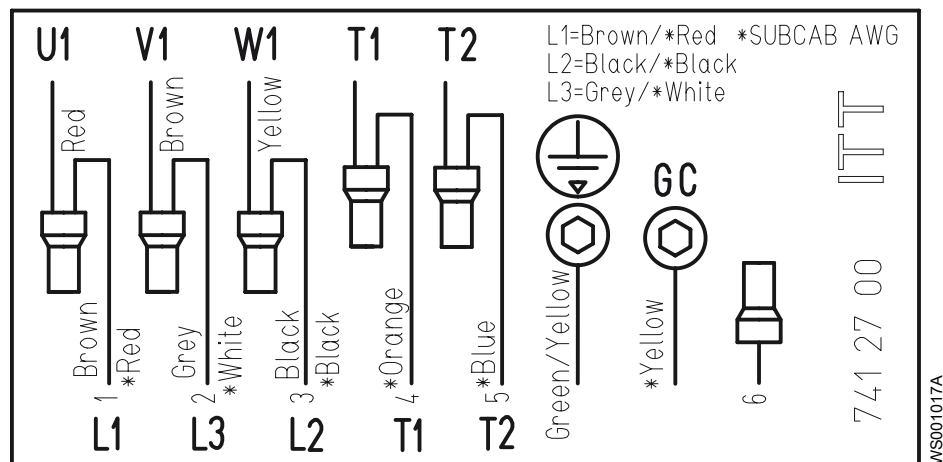 U1 V1 W1 T1 T2
L1=Brown/*Red *SUBCAB AWG
L2=Black/*Black
L3=Grey/*White
Red
Brown
Yellow
GC
Brown
*Red
Grey
*White
Black
*Black
*Orange
*Blue
Green/Yellow
*Yellow
1 2 3 4 5 6
L1 L3 L2 T1 T2
ITT
741 27 00
WS001017A